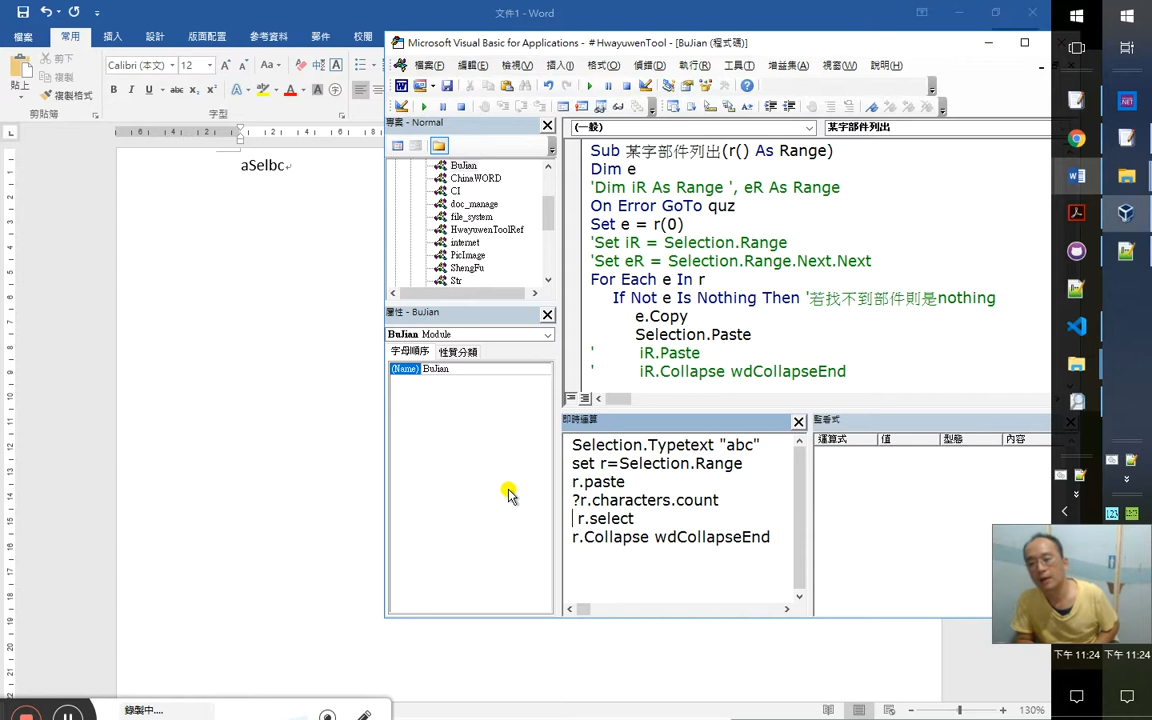 文件1 - Word
檔案 常用 插入 設計 版面配置 參考資料 郵件 校閱
剪下
複製
貼上
複製格式
剪貼簿
Calibri (本文) 12
字型
aSelbc
Microsoft Visual Basic for Applications - #HwayuwenTool - [BuJian (程式碼)]
檔案(F) 編輯(E) 檢視(V) 插入(I) 格式(O) 偵錯(D) 執行(R) 工具(T) 增益集(A) 視窗(W) 說明(H)
專案 - Normal
BuJian
ChinaWORD
CI
doc_manage
file_system
HwayuwenToolRef
internet
PicImage
ShengFu
Str
屬性 - BuJian
BuJian Module
字母順序 性質分類
(Name) BuJian
(一般) 某字部件列出
Sub 某字部件列出(r() As Range)
Dim e
'Dim iR As Range ', eR As Range
On Error GoTo quz
Set e = r(0)
'Set iR = Selection.Range
'Set eR = Selection.Range.Next.Next
For Each e In r
If Not e Is Nothing Then '若找不到部件則是nothing
e.Copy
Selection.Paste
' iR.Paste
' iR.Collapse wdCollapseEnd
即時運算
Selection.Typetext "abc"
set r=Selection.Range
r.paste
?r.characters.count
r.select
r.Collapse wdCollapseEnd
監看式
運算式 值 型態 內容
下午 11:24 下午 11:24
錄製中....
130%